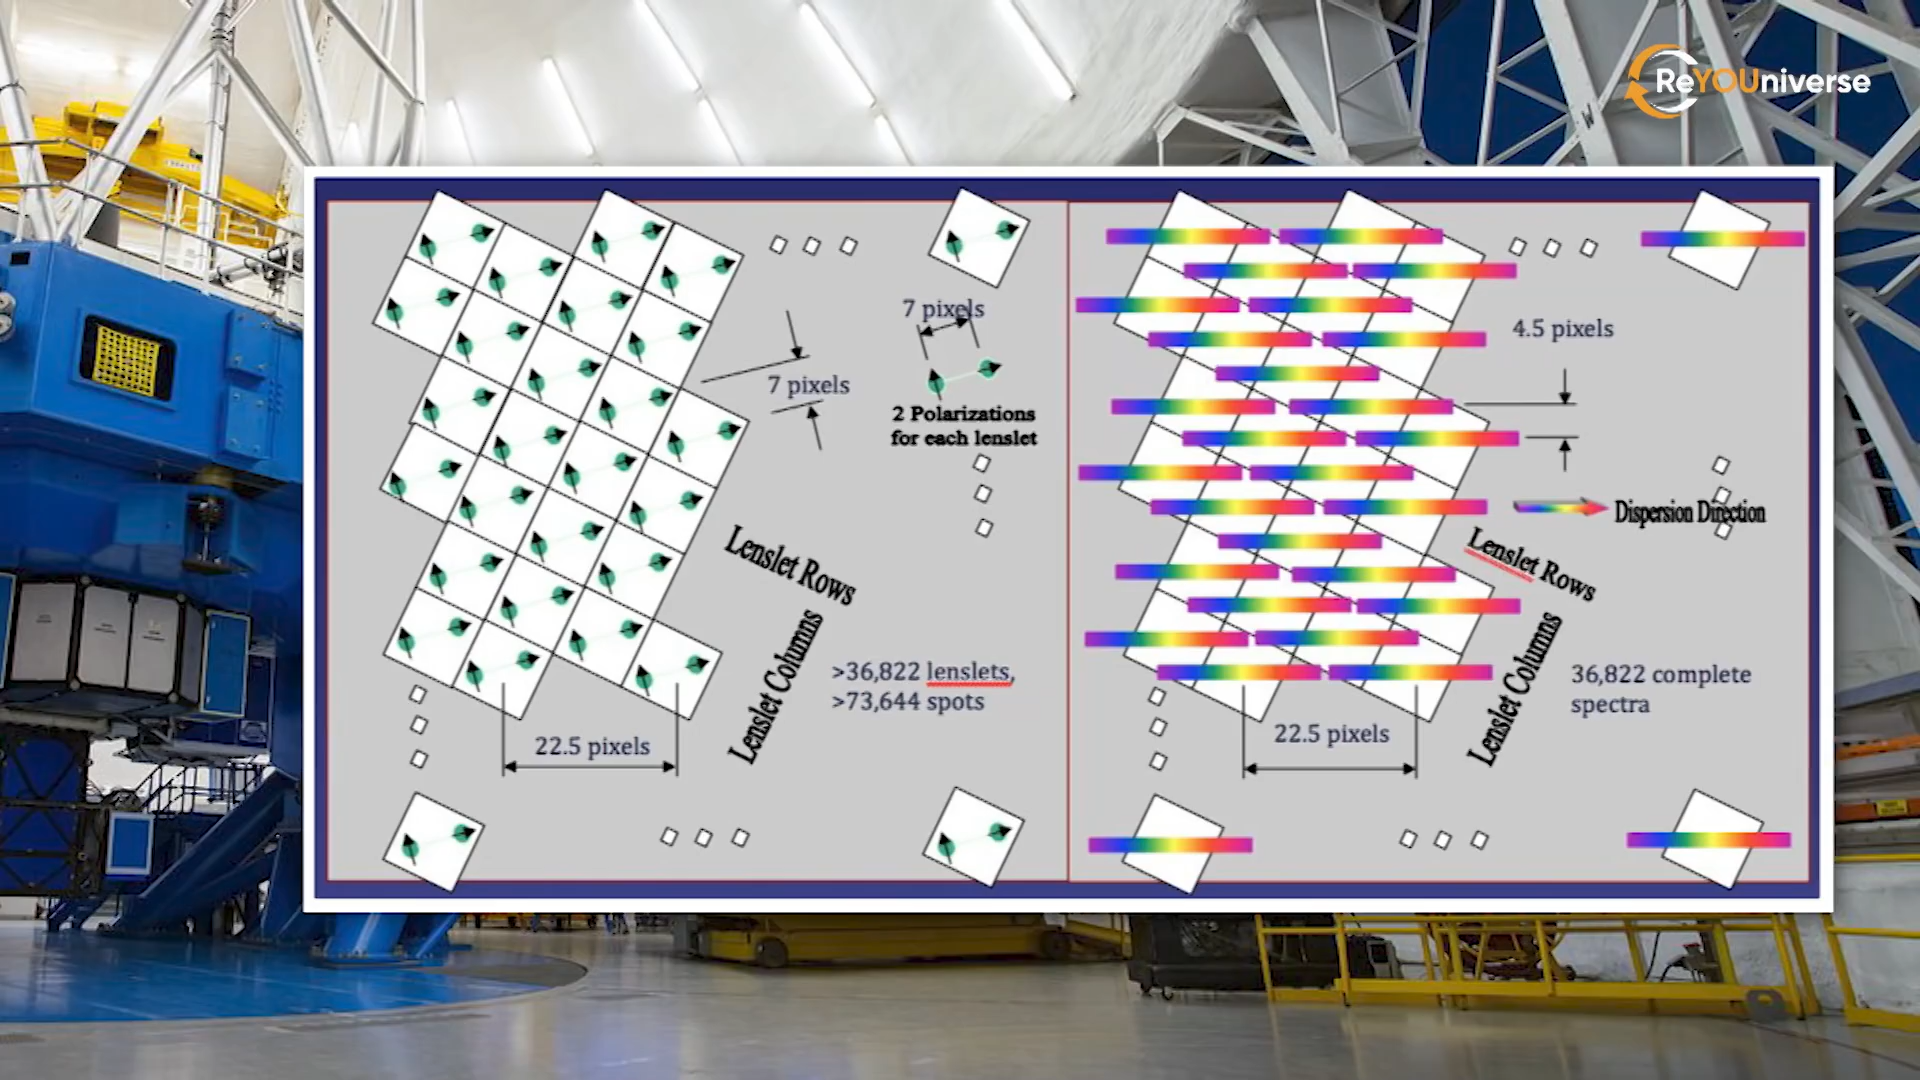 ReYOUniverse
7 pixels
7 pixels
2 Polarizations
for each lenslet
Lenslet Rows
Lenslet Columns
>36,822 lenslets,
>73,644 spots
22.5 pixels
4.5 pixels
Dispersion Direction
Lenslet Rows
Lenslet Columns
36,822 complete
spectra
22.5 pixels